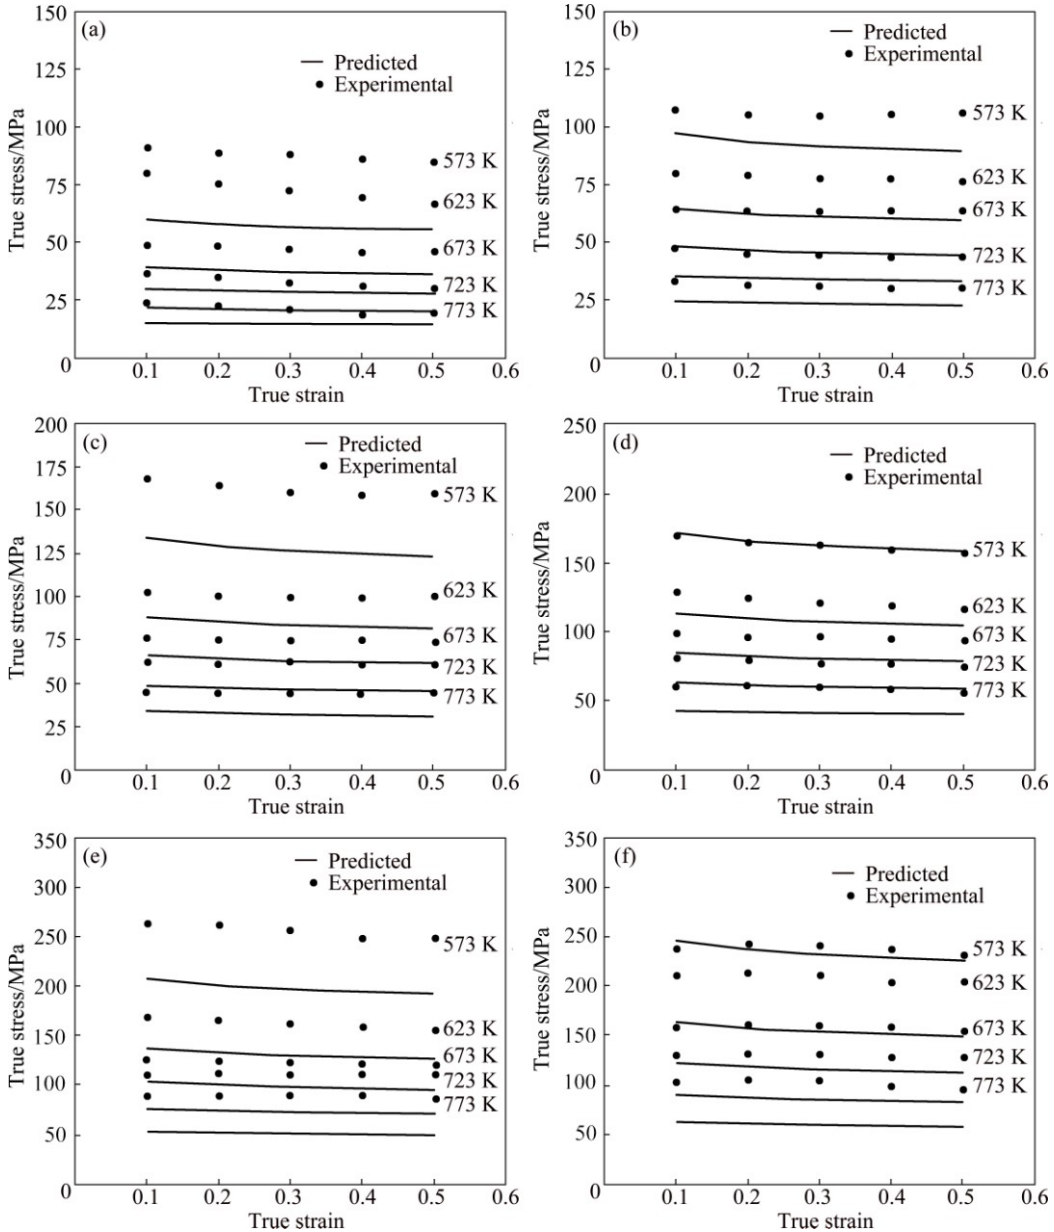 (a)
Predicted
Experimental
150
125
100
75
50
25
0
573 K
623 K
673 K
723 K
773 K
0.1 0.2 0.3 0.4 0.5 0.6
True strain
True stress/MPa
(b)
Predicted
Experimental
150
125
100
75
50
25
0
573 K
623 K
673 K
723 K
773 K
0.1 0.2 0.3 0.4 0.5 0.6
True strain
True stress/MPa
(c)
Predicted
Experimental
200
175
150
125
100
75
50
25
0
573 K
623 K
673 K
723 K
773 K
0.1 0.2 0.3 0.4 0.5 0.6
True strain
True stress/MPa
(d)
Predicted
Experimental
250
200
150
100
50
0
573 K
623 K
673 K
723 K
773 K
0.1 0.2 0.3 0.4 0.5 0.6
True strain
True stress/MPa
(e)
Predicted
Experimental
350
300
250
200
150
100
50
0
573 K
623 K
673 K
723 K
773 K
0.1 0.2 0.3 0.4 0.5 0.6
True strain
True stress/MPa
(f)
Predicted
Experimental
350
300
250
200
150
100
50
0
573 K
623 K
673 K
723 K
773 K
0.1 0.2 0.3 0.4 0.5 0.6
True strain
True stress/MPa